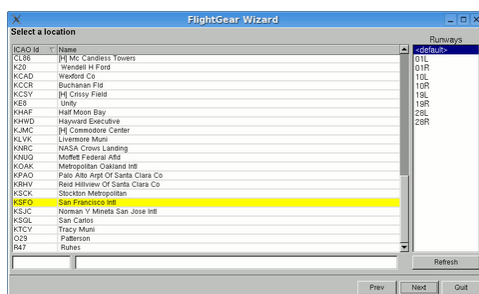 FlightGear Wizard
Select a location
ICAO Id Name
CL86 [H] Mc Candless Towers
K20 Wendell H Ford
KCAD Wexford Co
KCCR Buchanan Fld
KCSY [H] Crissy Field
KE8 Unity
KHAF Half Moon Bay
KHWD Hayward Executive
KJMC [H] Commodore Center
KLVK Livermore Muni
KNRC NASA Crows Landing
KNUQ Moffett Federal Afld
KOAK Metropolitan Oakland Intl
KPAO Palo Alto Arpt Of Santa Clara Co
KRHV Reid Hillview Of Santa Clara Co
KSCK Stockton Metropolitan
KSFO San Francisco Intl
KSJC Norman Y Mineta San Jose Intl
KSQL San Carlos
KTCY Tracy Muni
O29 Patterson
R47 Ruhes
Runways
<default>
01L
01R
10L
10R
19L
19R
28L
28R
Refresh
Prev Next Quit